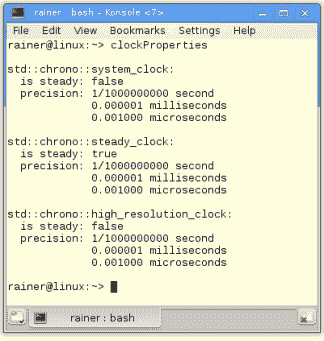 rainer : bash - Konsole <7>
File Edit View Bookmarks Settings Help
rainer@linux:~> clockProperties
std::chrono::system_clock:
  is steady: false
  precision: 1/1000000000 second
             0.000001 milliseconds
             0.001000 microseconds
std::chrono::steady_clock:
  is steady: true
  precision: 1/1000000000 second
             0.000001 milliseconds
             0.001000 microseconds
std::chrono::high_resolution_clock:
  is steady: false
  precision: 1/1000000000 second
             0.000001 milliseconds
             0.001000 microseconds
rainer@linux:~>
rainer : bash